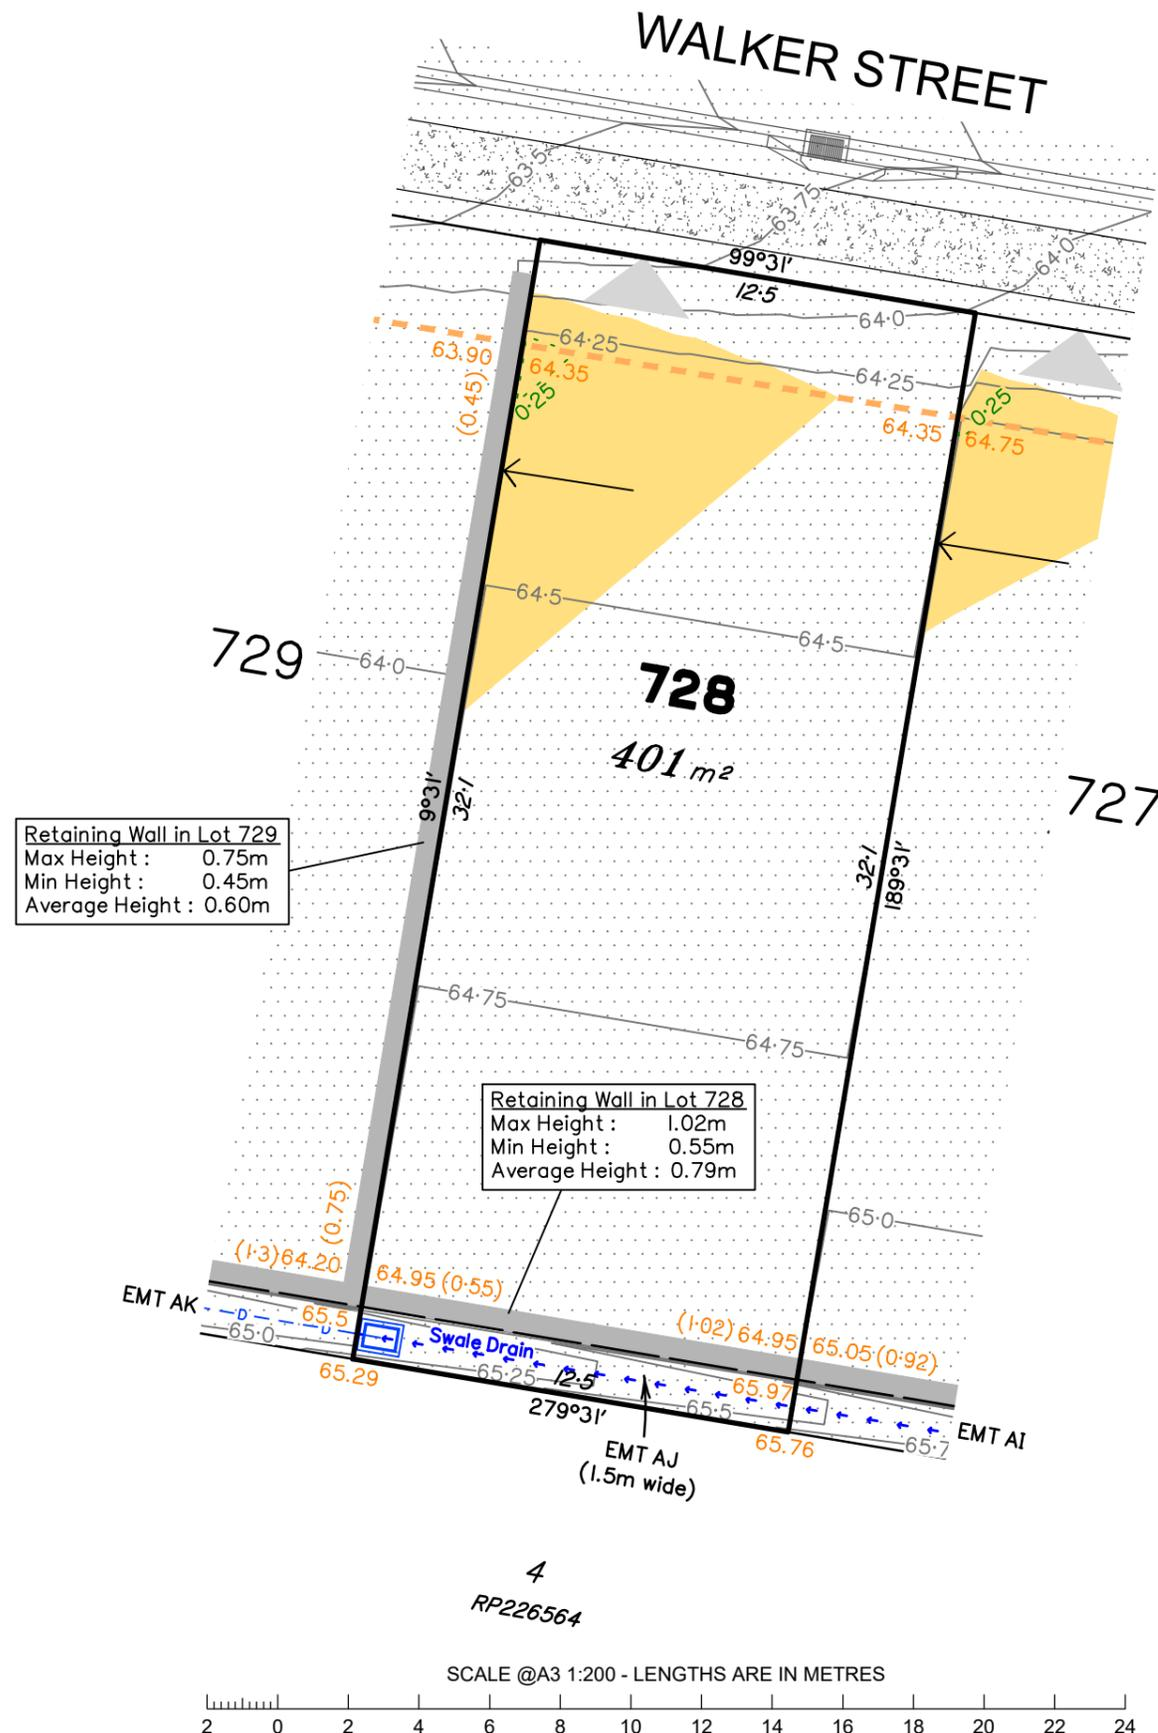 WALKER STREET
63·5
63·75
64·0
99°31'
12·5
64·0
64·25
64·25
63.90
(0.45)
64.35
0·25
64.35
0·25
64.75
64·5
64·5
729
64·0
728
401 m²
727
9°31'
32·1
32·1
189°31'
Retaining Wall in Lot 729
Max Height : 0.75m
Min Height : 0.45m
Average Height : 0.60m
64·75
64·75
Retaining Wall in Lot 728
Max Height : 1.02m
Min Height : 0.55m
Average Height : 0.79m
65·0
(0.75)
(1·3) 64.20
64.95 (0·55)
(1·02) 64.95
65.05 (0·92)
EMT AK
D
D
65.5
65·0
Swale Drain
65·25
12·5
65.97
65·5
65·7
EMT AI
65.29
279°31'
65.76
EMT AJ
(1.5m wide)
4
RP226564
SCALE @A3 1:200 - LENGTHS ARE IN METRES
2 0 2 4 6 8 10 12 14 16 18 20 22 24